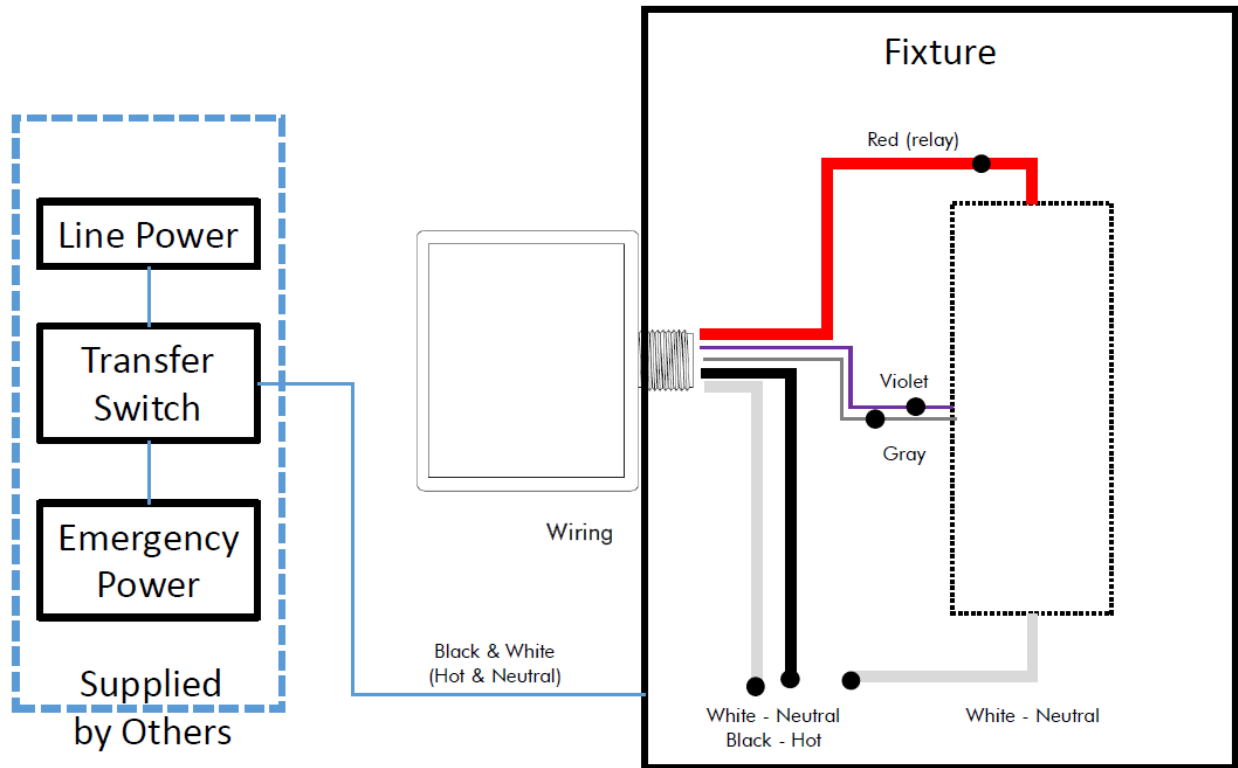 Fixture
Red (relay)
Line Power
Transfer
Switch
Violet
Gray
Wiring
Emergency
Power
Black & White
(Hot & Neutral)
Supplied
by Others
White - Neutral
Black - Hot
White - Neutral